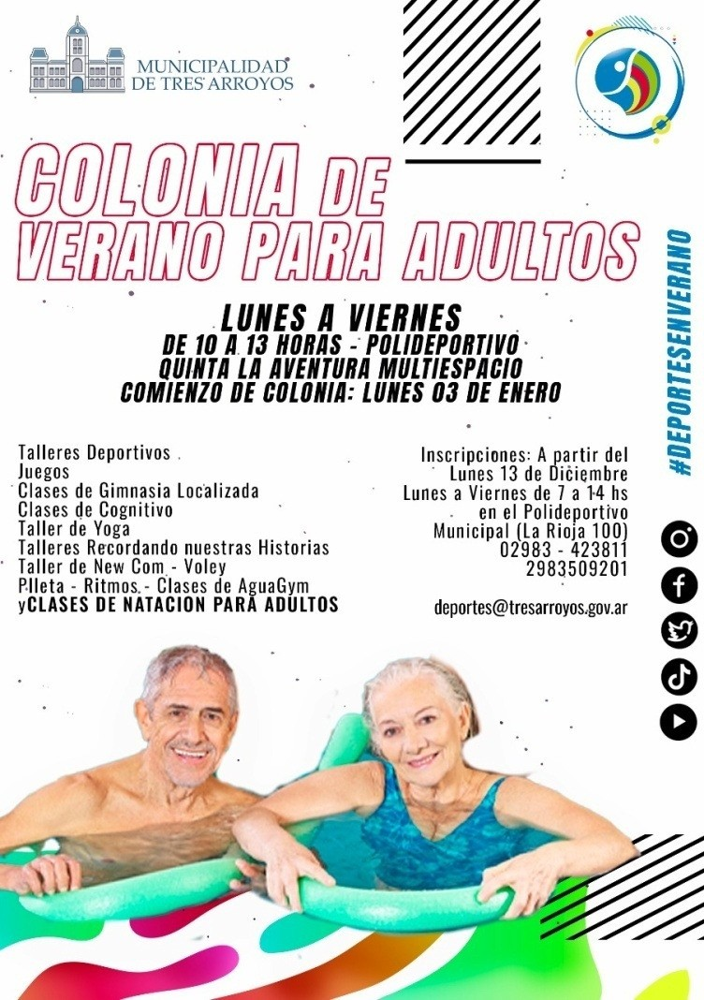 MUNICIPALIDAD
DE TRES ARROYOS
COLONIA DE
VERANO PARA ADULTOS
LUNES A VIERNES
DE 10 A 13 HORAS - POLIDEPORTIVO
QUINTA LA AVENTURA MULTIESPACIO
COMIENZO DE COLONIA: LUNES 03 DE ENERO
Talleres Deportivos
Juegos
Clases de Gimnasia Localizada
Clases de Cognitivo
Taller de Yoga
Talleres Recordando nuestras Historias
Taller de New Com - Voley
PIleta - Ritmos - Clases de AguaGym
yCLASES DE NATACION PARA ADULTOS
Inscripciones: A partir del
Lunes 13 de Diciembre
Lunes a Viernes de 7 a 14 hs
en el Polideportivo
Municipal (La Rioja 100)
02983 - 423811
2983509201
deportes@tresarroyos.gov.ar
#DEPORTESENVERANO